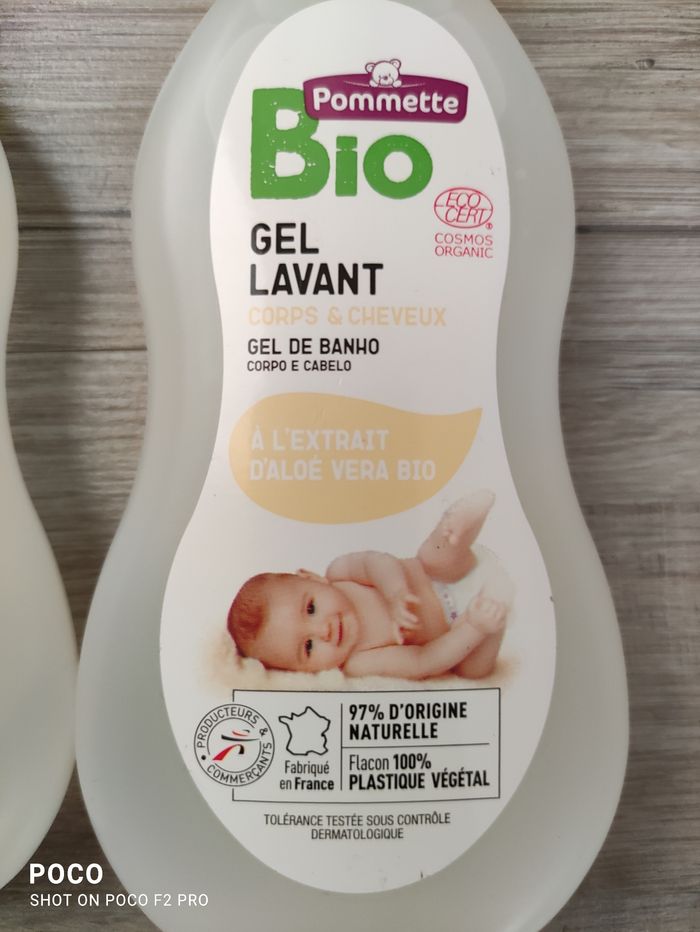 Pommette
Bio
ECO
CERT
COSMOS
ORGANIC
GEL
LAVANT
CORPS & CHEVEUX
GEL DE BANHO
CORPO E CABELO
À L'EXTRAIT
D'ALOÉ VERA BIO
PRODUCTEURS
& COMMERÇANTS
Fabriqué
en France
97% D'ORIGINE
NATURELLE
Flacon 100%
PLASTIQUE VÉGÉTAL
TOLÉRANCE TESTÉE SOUS CONTRÔLE
DERMATOLOGIQUE
POCO
SHOT ON POCO F2 PRO